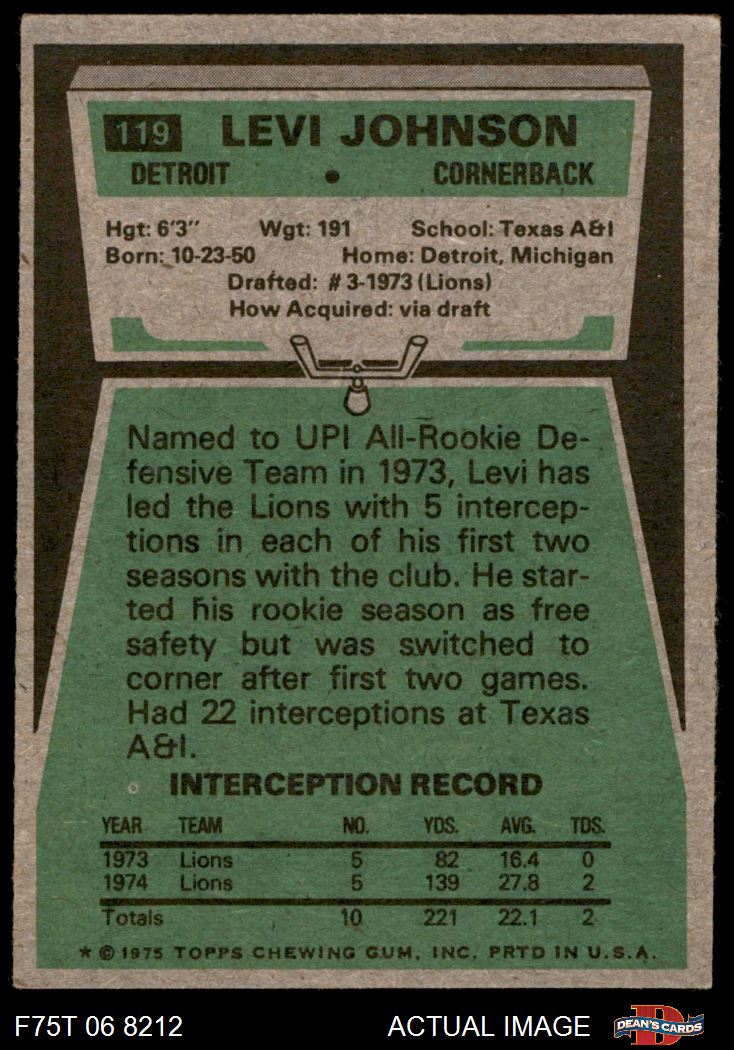 119 LEVI JOHNSON
DETROIT • CORNERBACK
Hgt: 6'3" Wgt: 191 School: Texas A&I
Born: 10-23-50 Home: Detroit, Michigan
Drafted: #3-1973 (Lions)
How Acquired: via draft
Named to UPI All-Rookie De-
fensive Team in 1973, Levi has
led the Lions with 5 intercep-
tions in each of his first two
seasons with the club. He star-
ted his rookie season as free
safety but was switched to
corner after first two games.
Had 22 interceptions at Texas
A&I.
INTERCEPTION RECORD
YEAR TEAM NO. YDS. AVG. TDS.
1973 Lions 5 82 16.4 0
1974 Lions 5 139 27.8 2
Totals 10 221 22.1 2
* © 1975 TOPPS CHEWING GUM, INC. PRTD IN U.S.A.
F75T 06 8212 ACTUAL IMAGE D DEAN'S CARDS